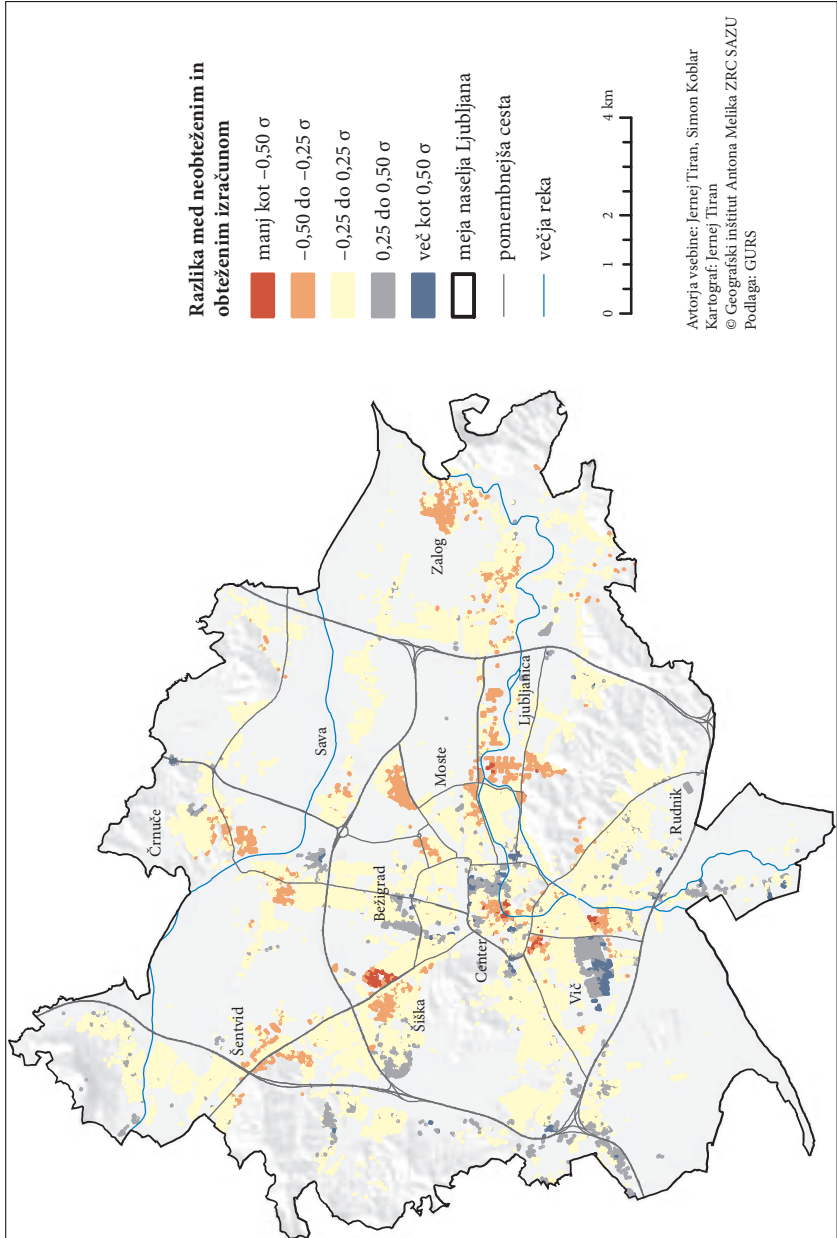 Razlika med neobteženim in
obteženim izračunom
manj kot −0,50 σ
−0,50 do −0,25 σ
−0,25 do 0,25 σ
0,25 do 0,50 σ
več kot 0,50 σ
meja naselja Ljubljana
pomembnejša cesta
večja reka
0 1 2 4 km
Avtorja vsebine: Jernej Tiran, Simon Koblar
Kartograf: Jernej Tiran
© Geografski inštitut Antona Melika ZRC SAZU
Podlaga: GURS
Črnuče
Sava
Šentvid
Bežigrad
Šiška
Moste
Zalog
Center
Ljubljanica
Vič
Rudnik